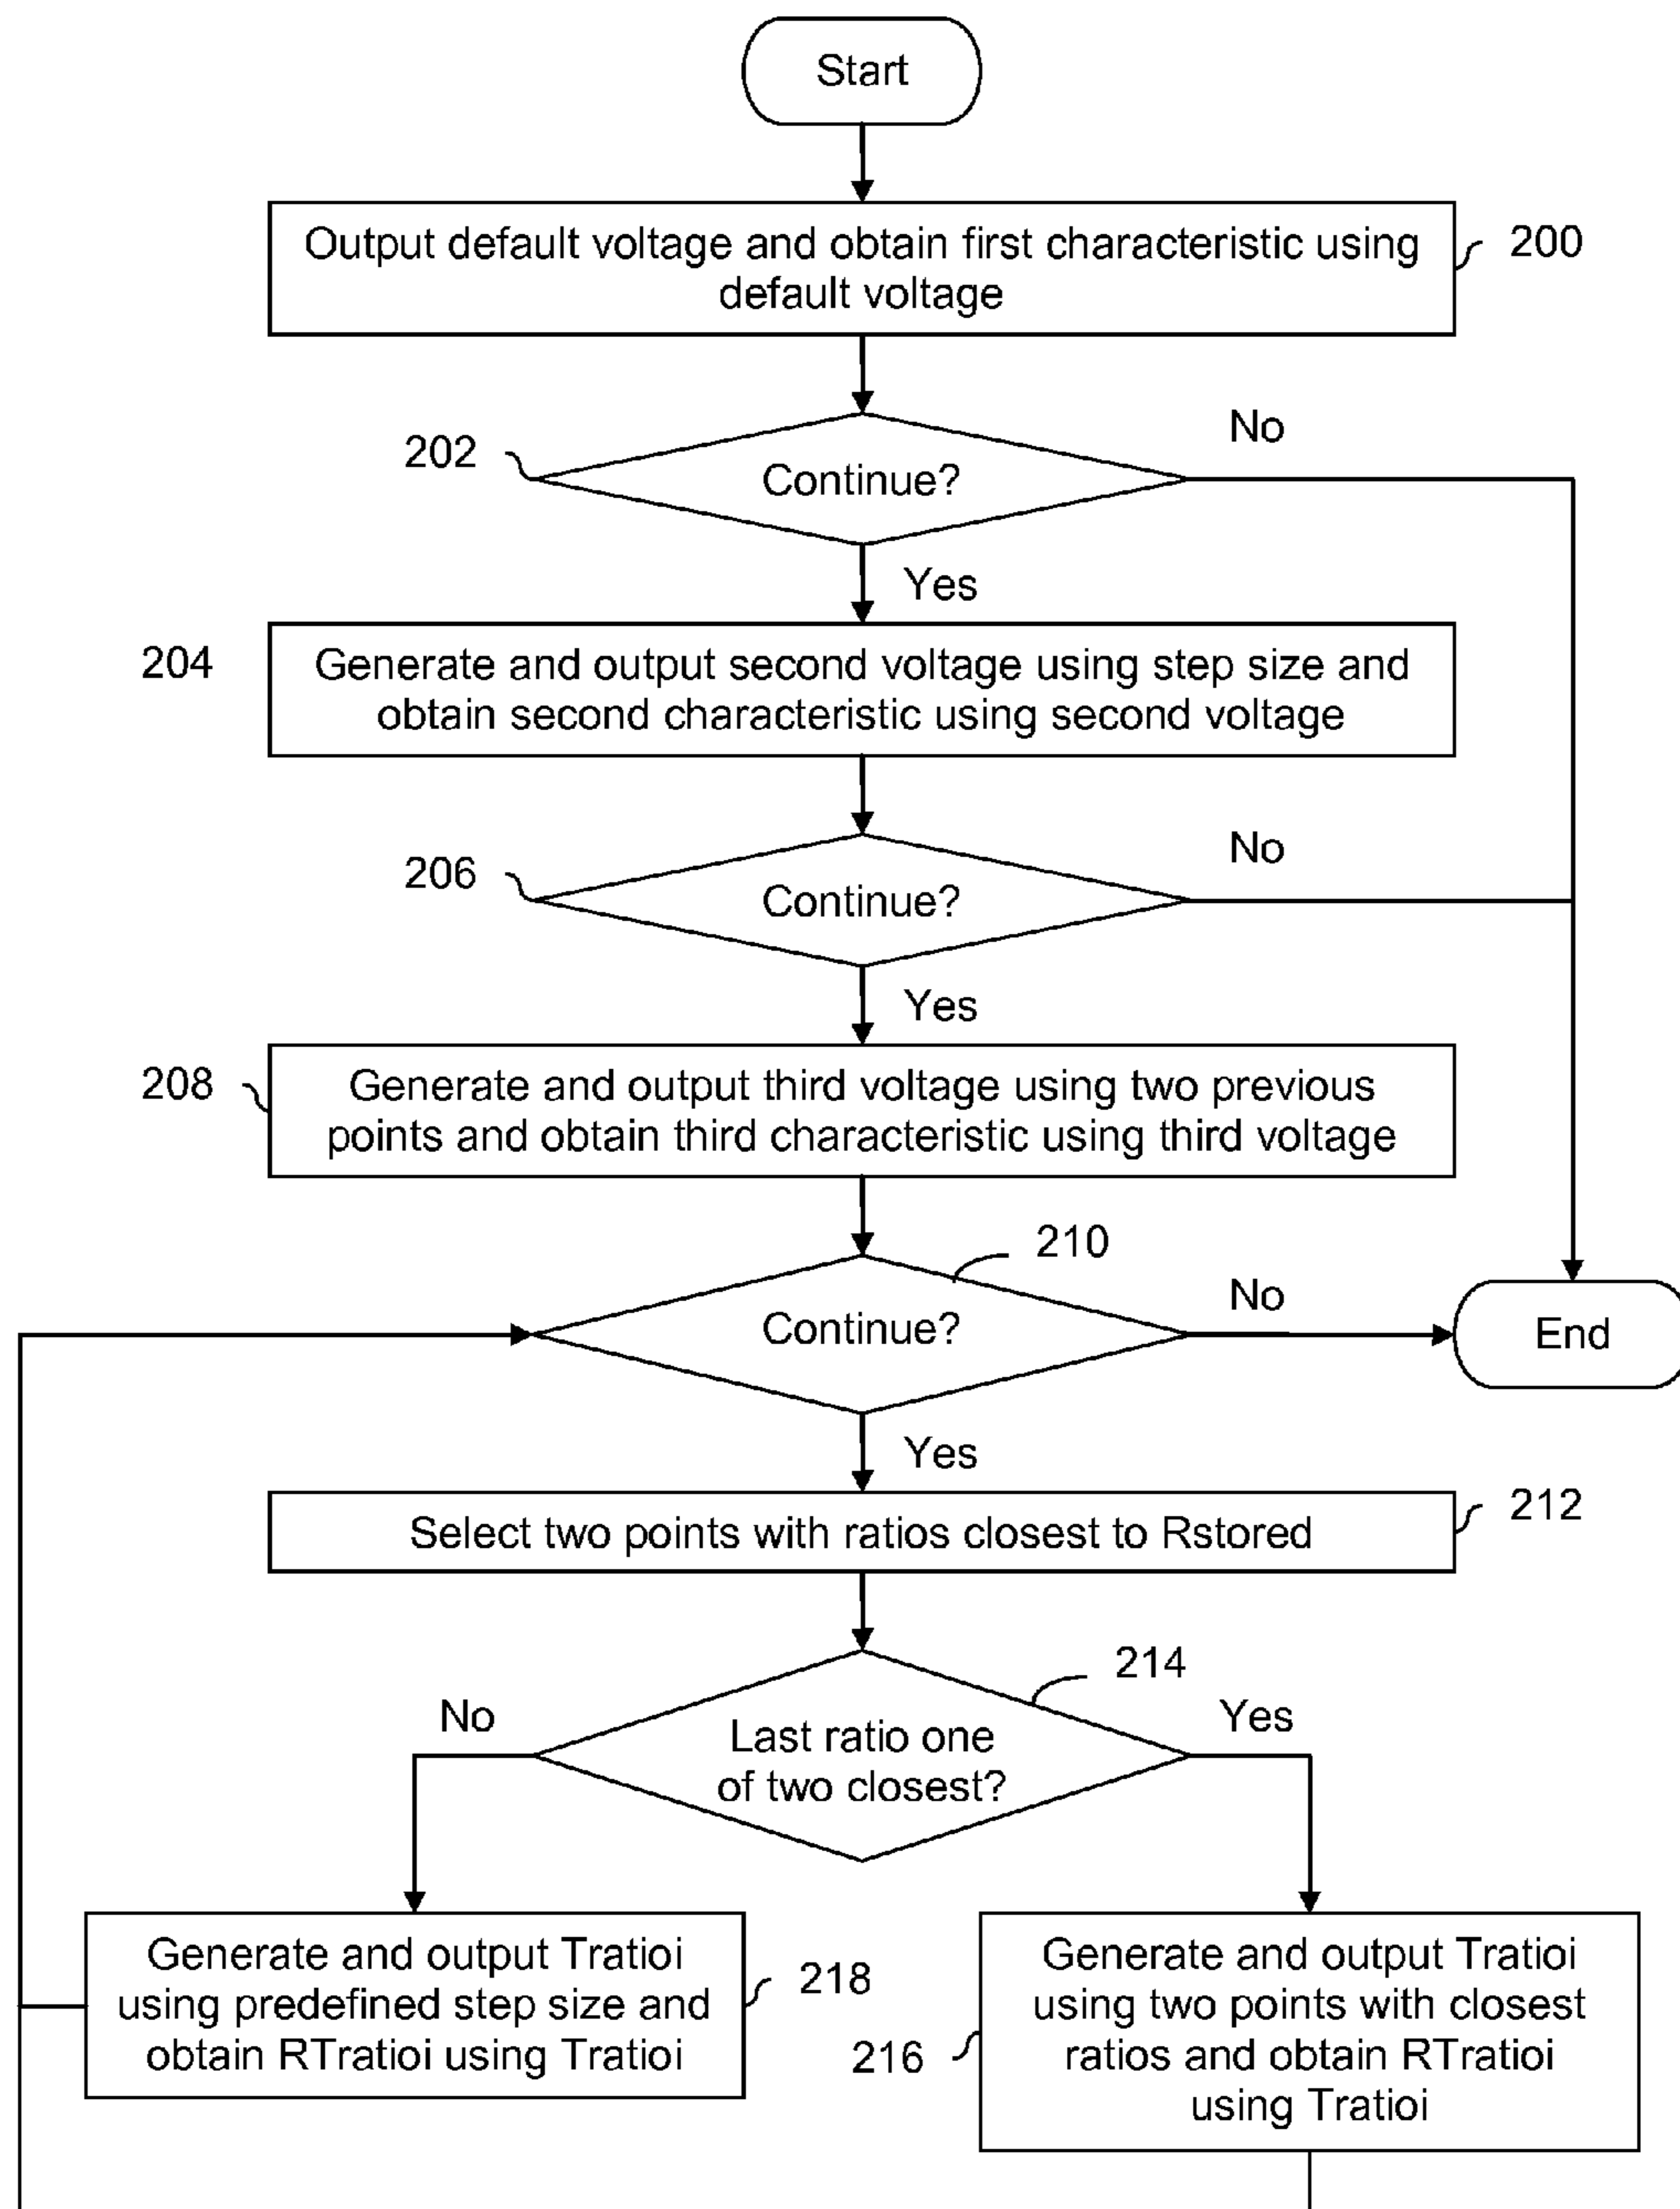 Start
Output default voltage and obtain first characteristic using
default voltage
200
No
202
Continue?
Yes
204
Generate and output second voltage using step size and
obtain second characteristic using second voltage
No
206
Continue?
Yes
208
Generate and output third voltage using two previous
points and obtain third characteristic using third voltage
210
No
Continue?
End
Yes
212
Select two points with ratios closest to Rstored
214
No
Yes
Last ratio one
of two closest?
Generate and output Tratioi
using predefined step size and
obtain RTratioi using Tratioi
218
Generate and output Tratioi
using two points with closest
ratios and obtain RTratioi
using Tratioi
216